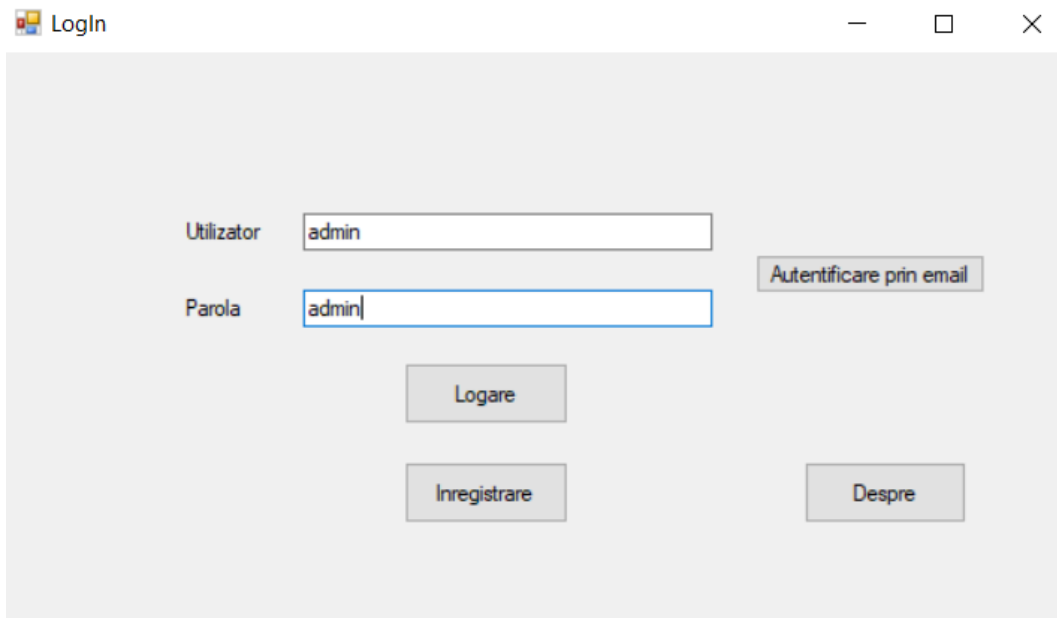 LogIn
Utilizator
admin
Autentificare prin email
Parola
admin
Logare
Inregistrare
Despre